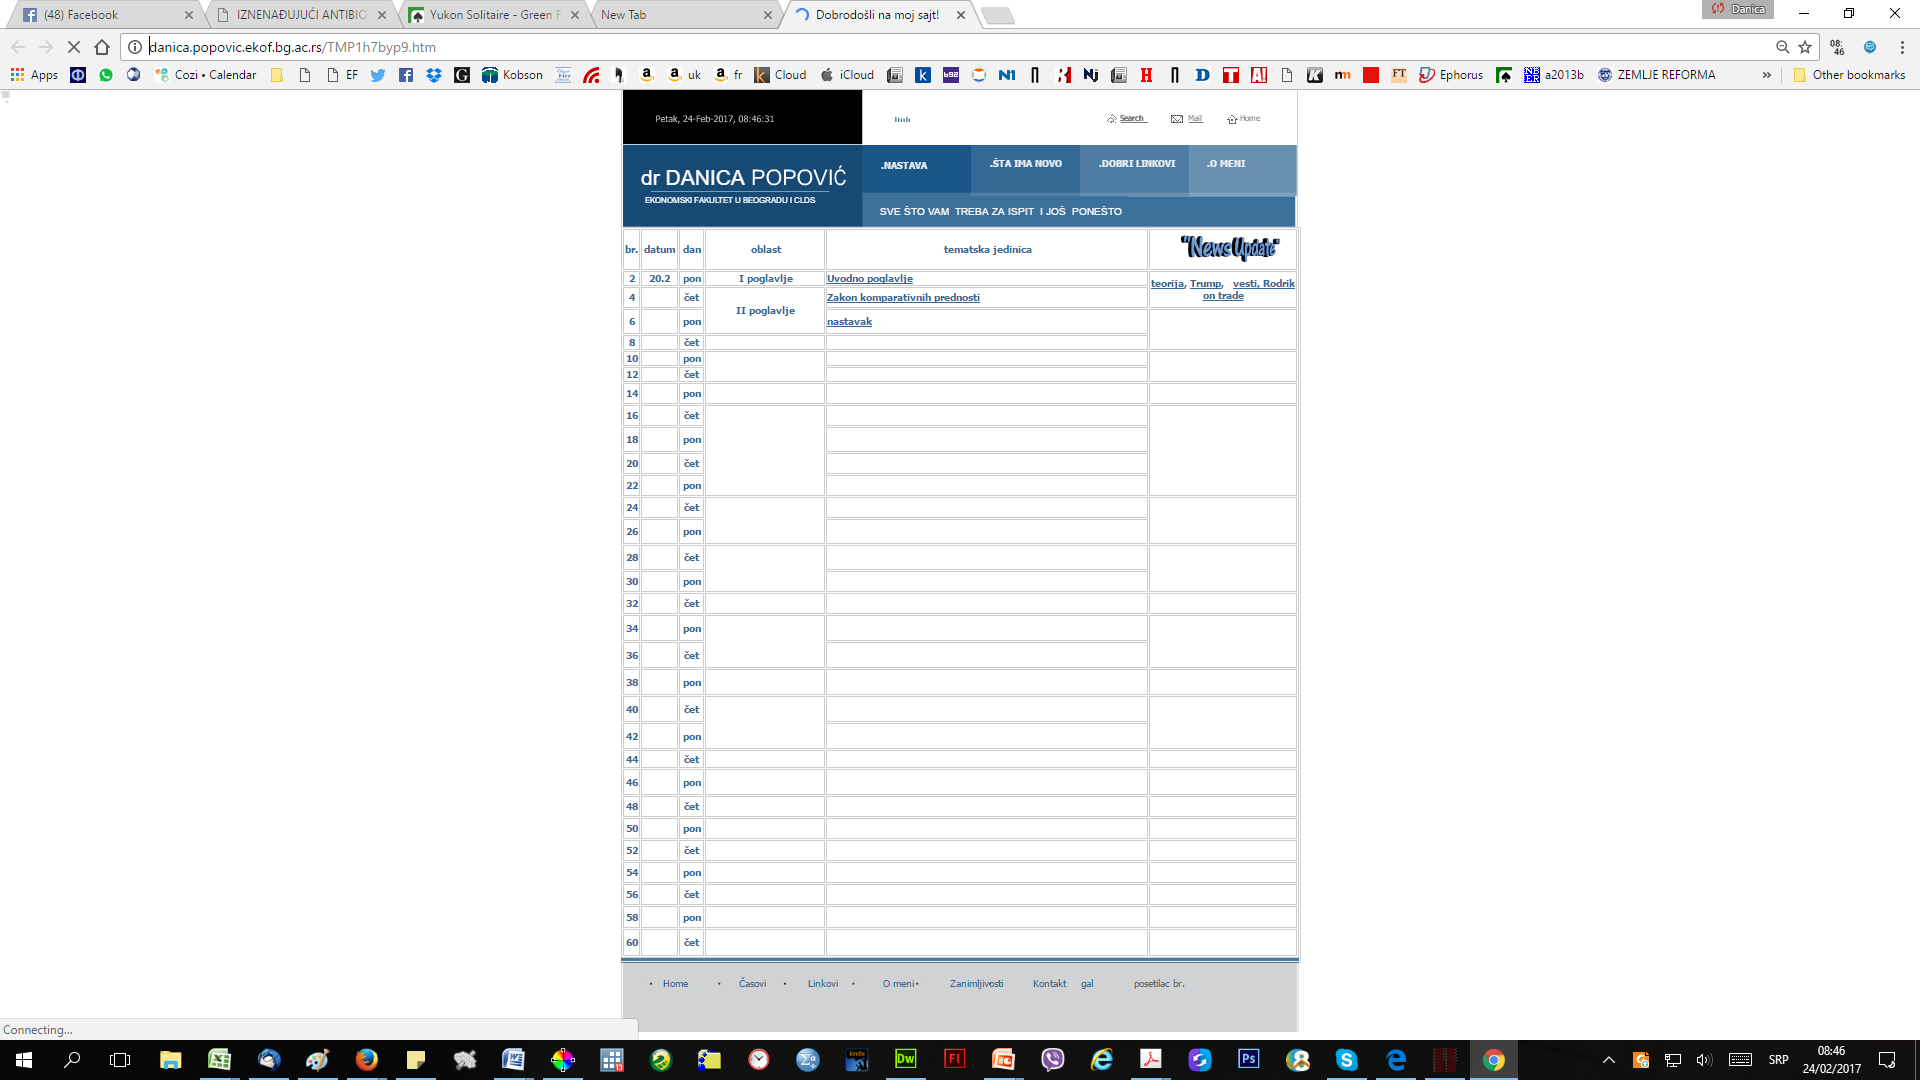 (48) Facebook
IZNENAĐUJUĆI ANTIBIO
Yukon Solitaire - Green F
New Tab
Dobrodošli na moj sajt!
Danica
danica.popovic.ekof.bg.ac.rs/TMP1h7byp9.htm
08:
46
Apps
Cozi • Calendar
EF
Kobson
uk
fr
Cloud
iCloud
Ephorus
a2013b
ZEMLJE REFORMA
»
Other bookmarks
Petak, 24-Feb-2017, 08:46:31
Search
Mail
Home
dr DANICA POPOVIĆ
EKONOMSKI FAKULTET U BEOGRADU I CLDS
.NASTAVA
.ŠTA IMA NOVO
.DOBRI LINKOVI
.O MENI
SVE ŠTO VAM TREBA ZA ISPIT I JOŠ PONEŠTO
br. datum dan oblast tematska jedinica "News Update"
2 20.2 pon I poglavlje Uvodno poglavlje
teorija, Trump, vesti, Rodrik
on trade
4 čet Zakon komparativnih prednosti
II poglavlje
6 pon nastavak
8 čet
10 pon
12 čet
14 pon
16 čet
18 pon
20 čet
22 pon
24 čet
26 pon
28 čet
30 pon
32 čet
34 pon
36 čet
38 pon
40 čet
42 pon
44 čet
46 pon
48 čet
50 pon
52 čet
54 pon
56 čet
58 pon
60 čet
• Home • Časovi • Linkovi • O meni • Zanimljivosti Kontakt gal posetilac br.
Connecting...
SRP
08:46
24/02/2017